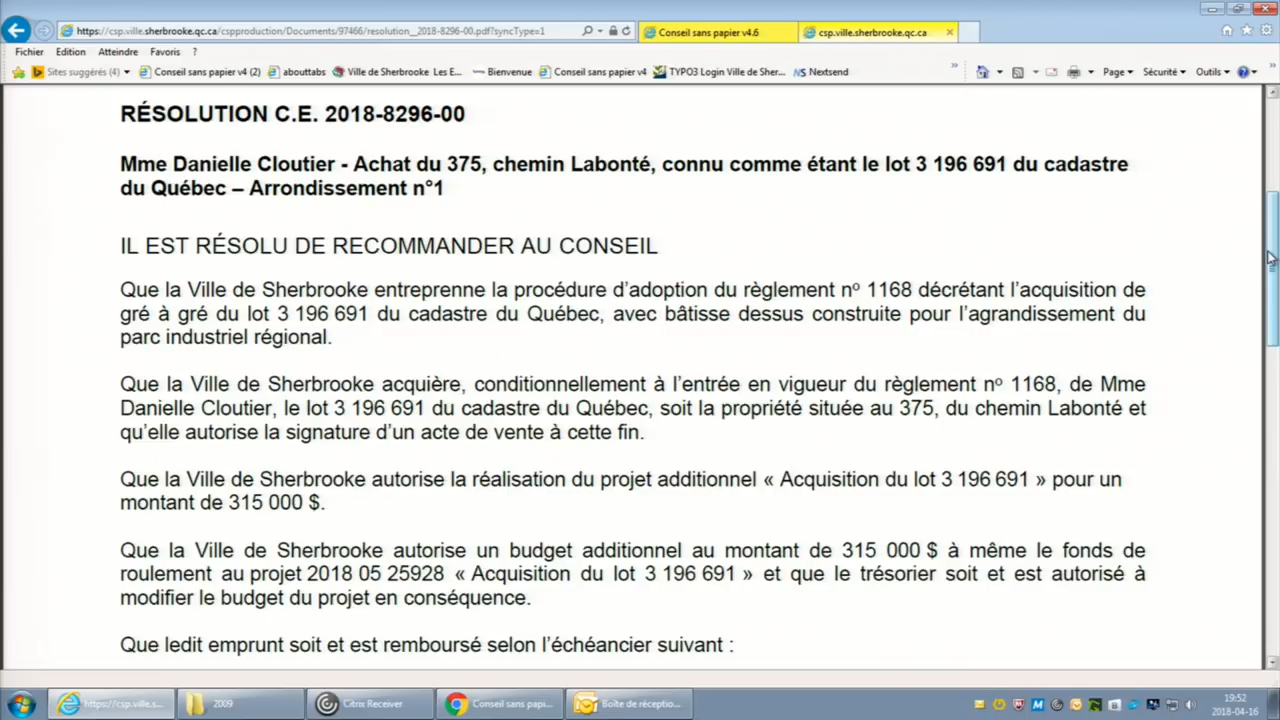 https://csp.ville.sherbrooke.qc.ca/cspproduction/Documents/97466/resolution__2018-8296-00.pdf?syncType=1
Conseil sans papier v4.6
csp.ville.sherbrooke.qc.ca
Fichier Edition Atteindre Favoris ?
Sites suggérés (4) Conseil sans papier v4 (2) abouttabs Ville de Sherbrooke Les E... Bienvenue Conseil sans papier v4 TYPO3 Login Ville de Sher... Nextsend Page Sécurité Outils
RÉSOLUTION C.E. 2018-8296-00
Mme Danielle Cloutier - Achat du 375, chemin Labonté, connu comme étant le lot 3 196 691 du cadastre
du Québec – Arrondissement n°1
IL EST RÉSOLU DE RECOMMANDER AU CONSEIL
Que la Ville de Sherbrooke entreprenne la procédure d'adoption du règlement nº 1168 décrétant l'acquisition de
gré à gré du lot 3 196 691 du cadastre du Québec, avec bâtisse dessus construite pour l'agrandissement du
parc industriel régional.
Que la Ville de Sherbrooke acquière, conditionnellement à l'entrée en vigueur du règlement nº 1168, de Mme
Danielle Cloutier, le lot 3 196 691 du cadastre du Québec, soit la propriété située au 375, du chemin Labonté et
qu'elle autorise la signature d'un acte de vente à cette fin.
Que la Ville de Sherbrooke autorise la réalisation du projet additionnel « Acquisition du lot 3 196 691 » pour un
montant de 315 000 $.
Que la Ville de Sherbrooke autorise un budget additionnel au montant de 315 000 $ à même le fonds de
roulement au projet 2018 05 25928 « Acquisition du lot 3 196 691 » et que le trésorier soit et est autorisé à
modifier le budget du projet en conséquence.
Que ledit emprunt soit et est remboursé selon l'échéancier suivant :
https://csp.ville.s... 2009 Citrix Receiver Conseil sans papi... Boîte de réceptio...
19:52
2018-04-16